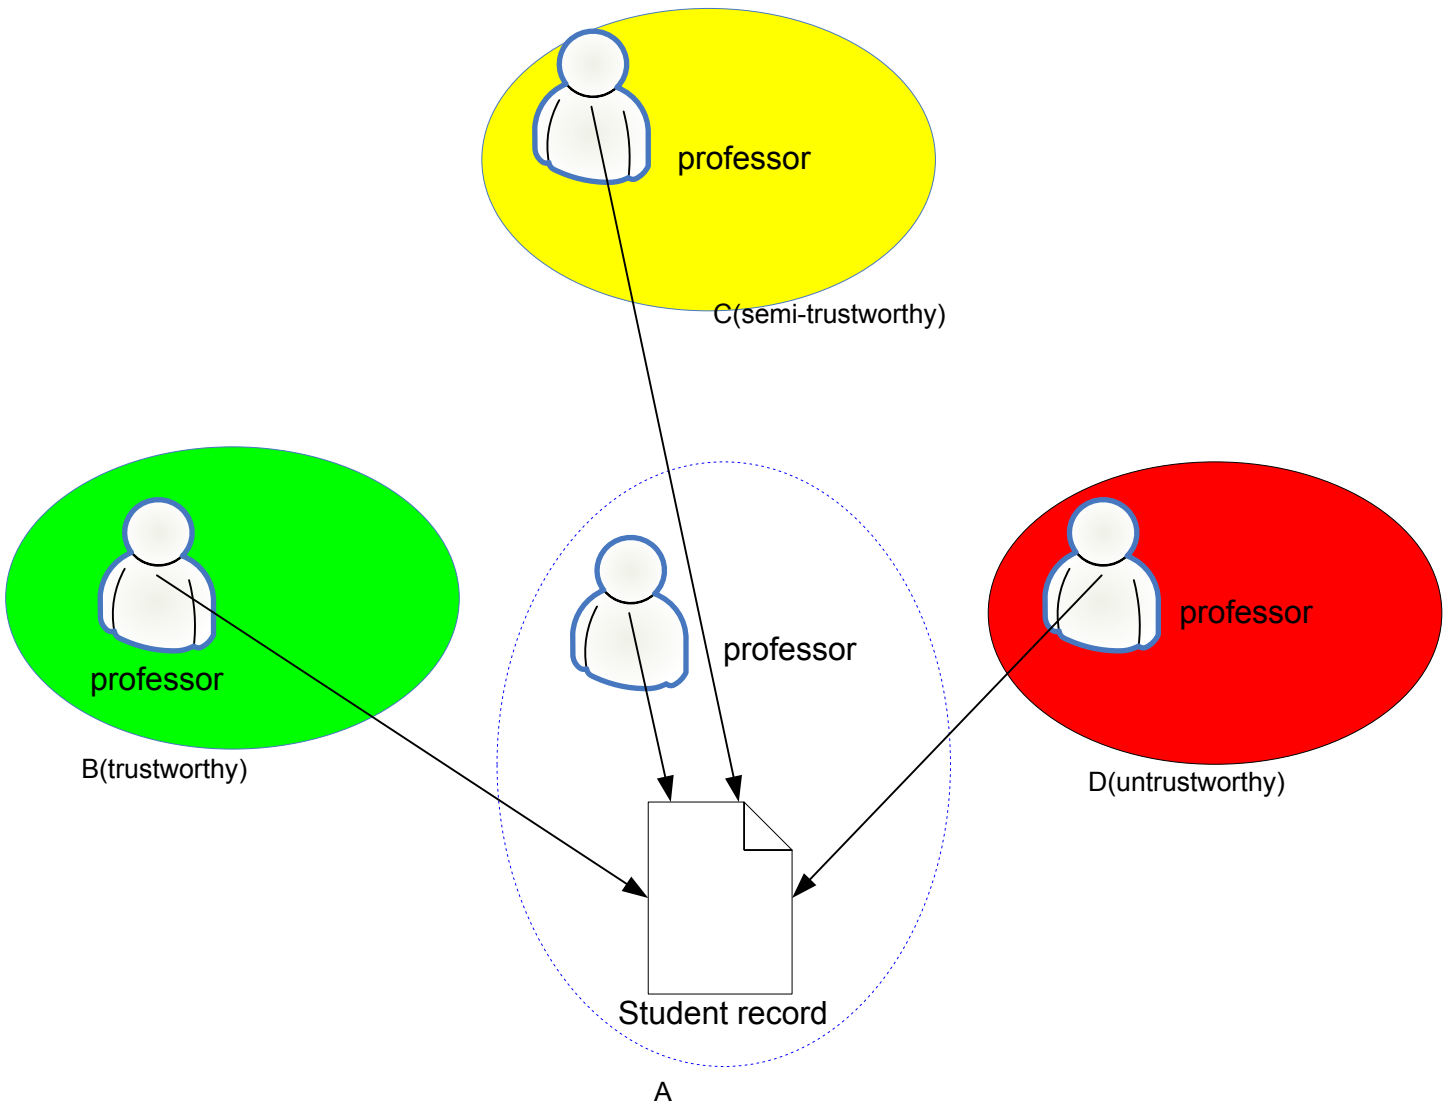 professor
C(semi-trustworthy)
professor
professor
professor
B(trustworthy)
D(untrustworthy)
Student record
A